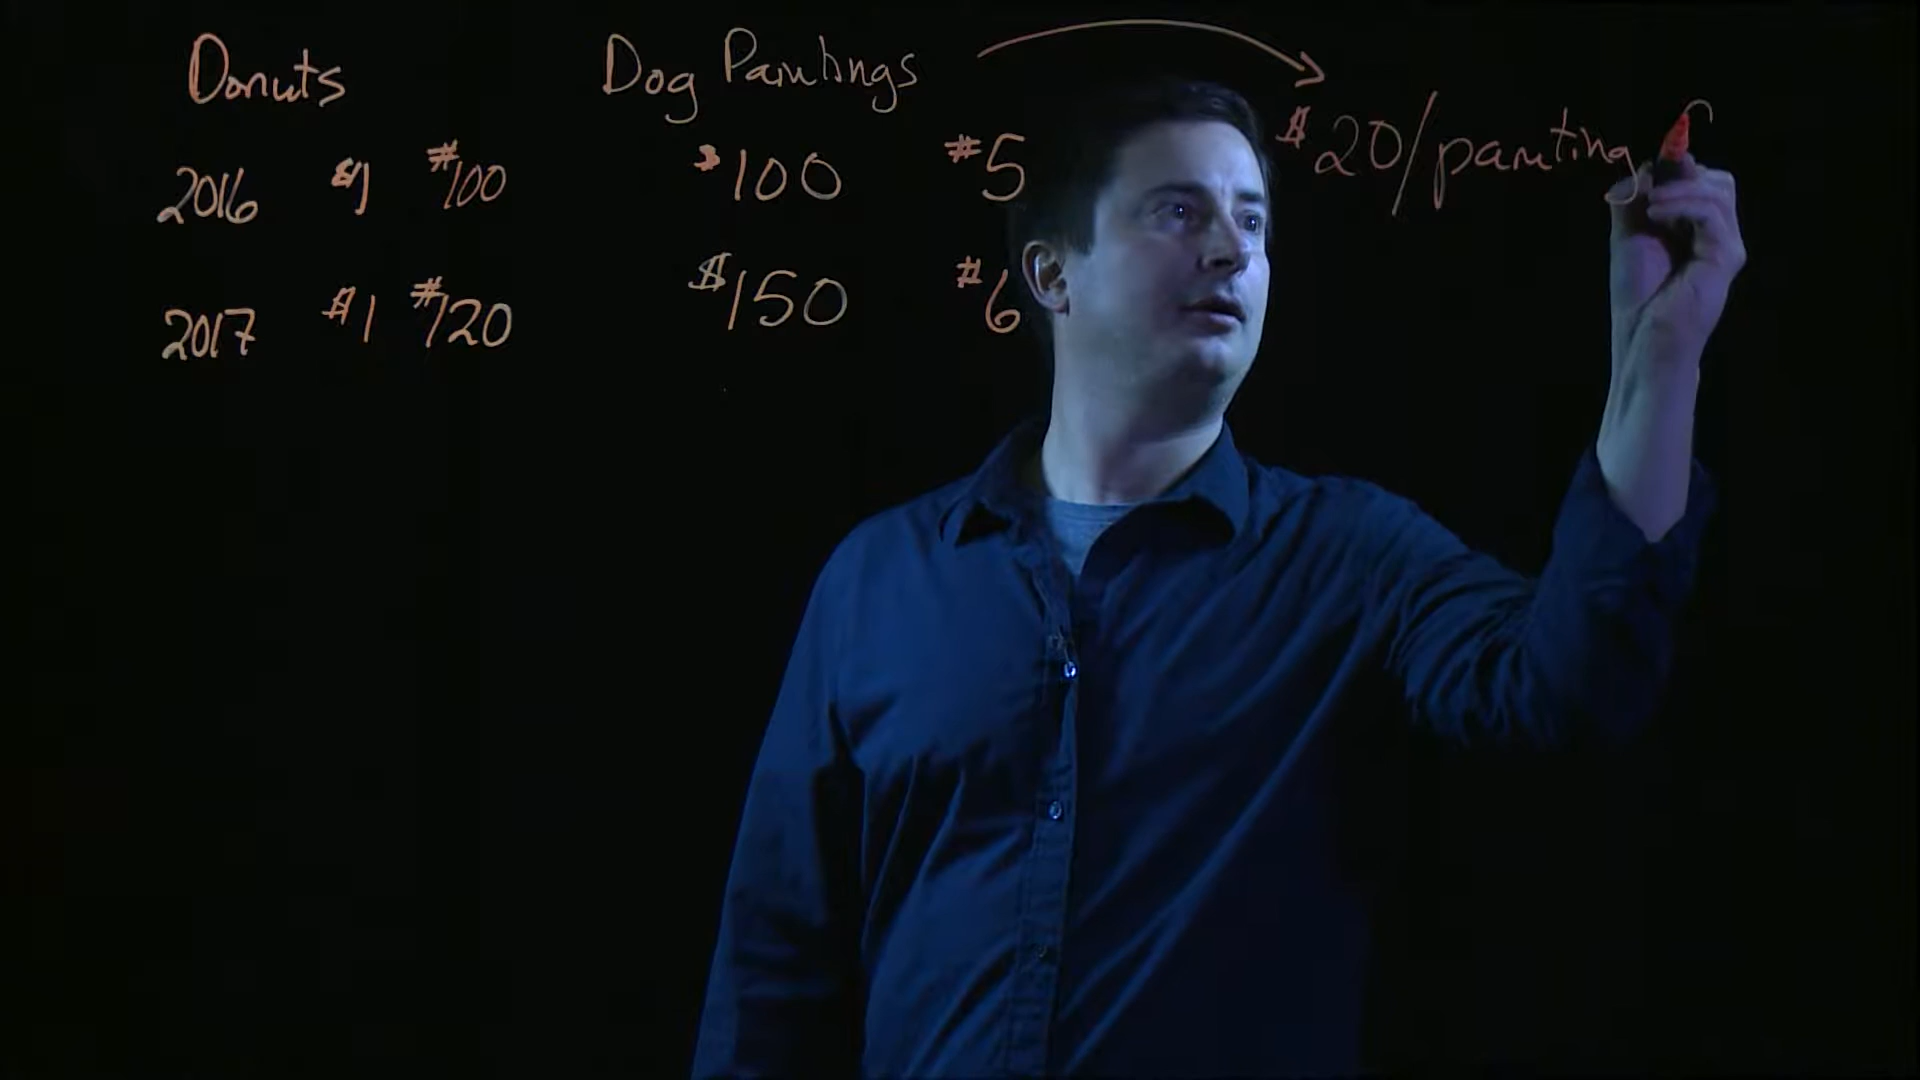 Donuts Dog Paintings
$20/painting
2016 $1 #100 $100 #5
2017 $1 #120 $150 #6